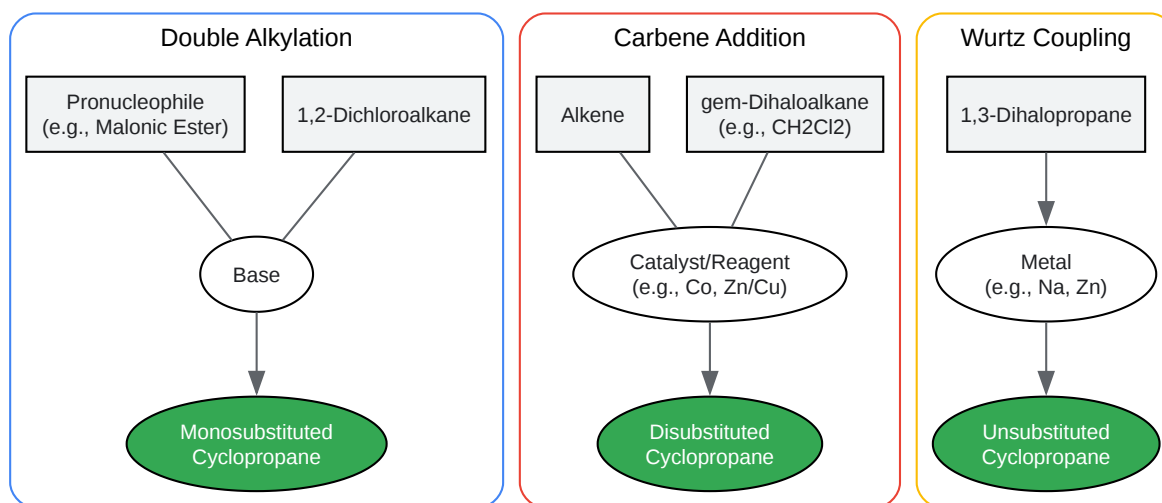 Double Alkylation
Pronucleophile
(e.g., Malonic Ester)
1,2-Dichloroalkane
Base
Monosubstituted
Cyclopropane
Carbene Addition
Alkene
gem-Dihaloalkane
(e.g., CH2Cl2)
Catalyst/Reagent
(e.g., Co, Zn/Cu)
Disubstituted
Cyclopropane
Wurtz Coupling
1,3-Dihalopropane
Metal
(e.g., Na, Zn)
Unsubstituted
Cyclopropane